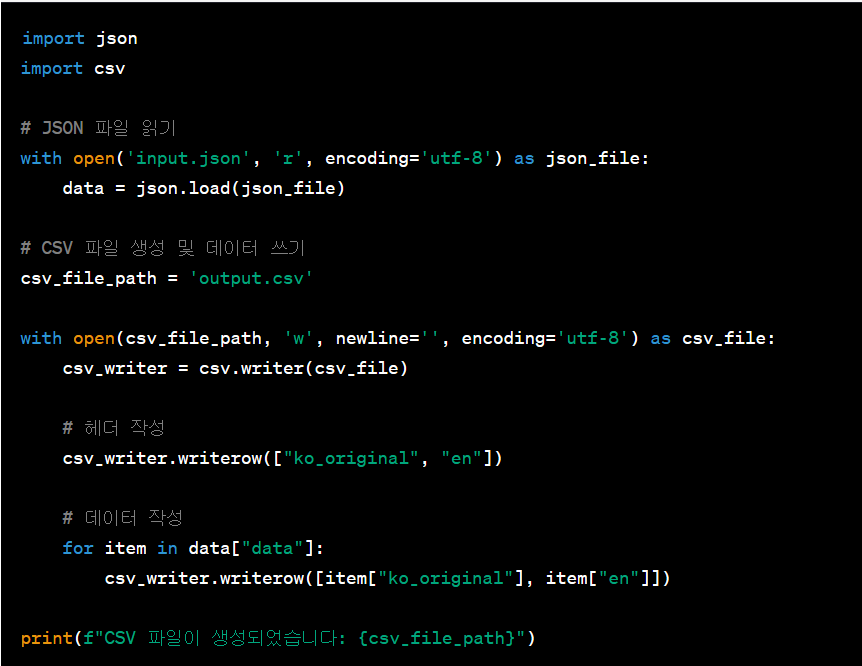 import json
import csv
# JSON 파일 읽기
with open('input.json', 'r', encoding='utf-8') as json_file:
    data = json.load(json_file)
# CSV 파일 생성 및 데이터 쓰기
csv_file_path = 'output.csv'
with open(csv_file_path, 'w', newline='', encoding='utf-8') as csv_file:
    csv_writer = csv.writer(csv_file)
    # 헤더 작성
    csv_writer.writerow(["ko_original", "en"])
    # 데이터 작성
    for item in data["data"]:
        csv_writer.writerow([item["ko_original"], item["en"]])
print(f"CSV 파일이 생성되었습니다: {csv_file_path}")